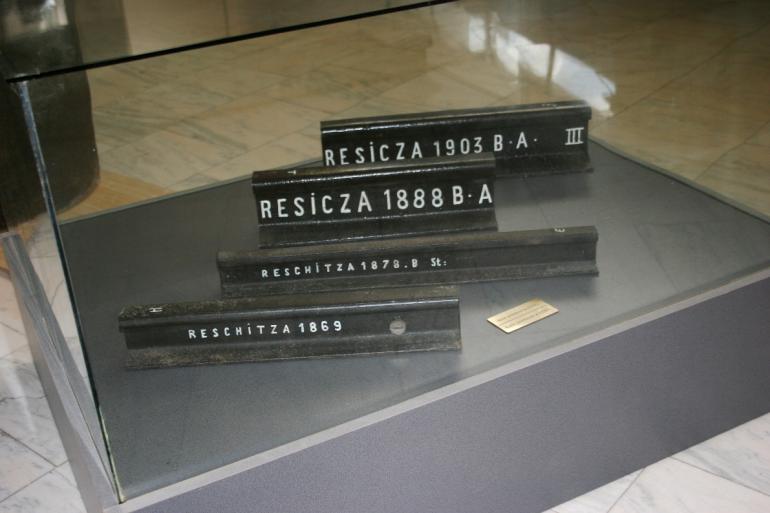 RESiCZA 1903 B·A· III
RESiCZA 1888 B·A
RESCHiTZA 1878.B St:
RESCHiTZA 1869